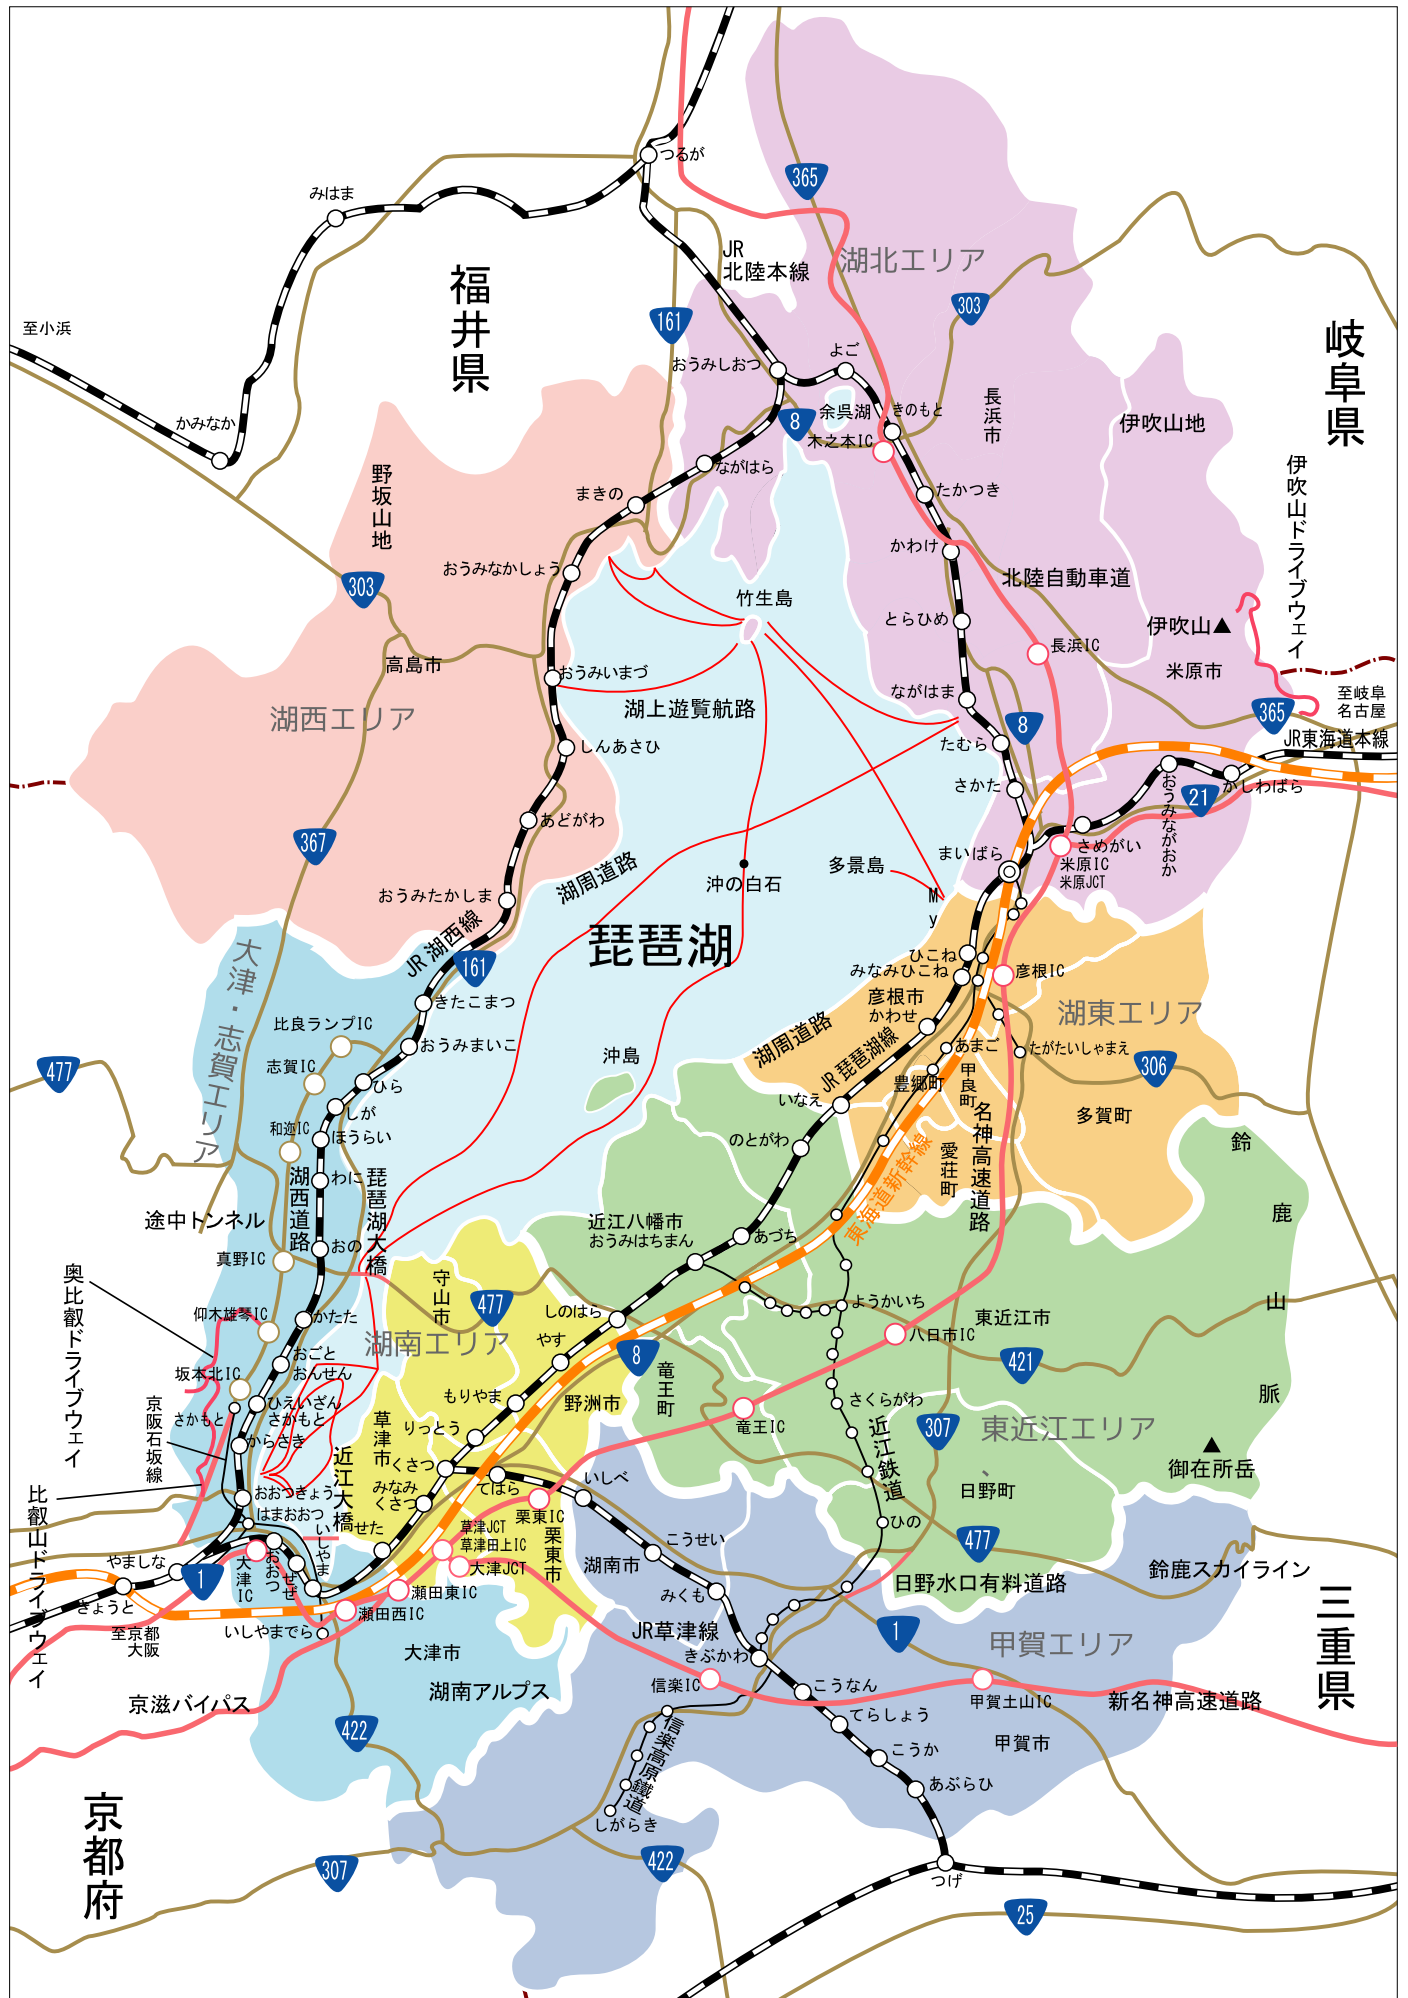 つるが
みはま
365
JR
北陸本線
湖北エリア
福井県
303
161
至小浜
岐阜県
よご
おうみしおつ
長浜市
余呉湖
きのもと
8
伊吹山地
かみなか
木之本IC
ながはら
野坂山地
伊吹山ドライブウェイ
まきの
たかつき
かわけ
おうみなかしょう
北陸自動車道
303
竹生島
とらひめ
伊吹山
長浜IC
高島市
おうみいまづ
米原市
ながはま
湖上遊覧航路
至岐阜
名古屋
湖西エリア
365
8
しんあさひ
たむら
JR東海道本線
さかた
おうみながおか
かしわばら
21
あどがわ
367
さめがい
まいばら
米原IC
米原JCT
湖周道路
多景島
沖の白石
おうみたかしま
M
y
JR湖西線
琵琶湖
大津・志賀エリア
161
ひこね
みなみひこね
彦根IC
きたこまつ
彦根市
かわせ
湖東エリア
比良ランプIC
湖周道路
JR琵琶湖線
おうみまいこ
沖島
あまご
たがたいしゃまえ
477
志賀IC
ひら
豊郷町
甲良町
306
しが
いなえ
多賀町
和迩IC
ほうらい
のとがわ
名神高速道路
鈴鹿山脈
東海道新幹線
愛荘町
わに
湖西道路
琵琶湖大橋
途中トンネル
近江八幡市
おうみはちまん
あづち
おの
真野IC
奥比叡ドライブウェイ
守山市
477
しのはら
ようかいち
東近江市
仰木雄琴IC
かたた
湖南エリア
やす
八日市IC
おごと
おんせん
8
421
坂本北IC
竜王町
もりやま
野洲市
さくらがわ
京阪石坂線
さかもと
ひえいざん
さかもと
草津市
りっとう
竜王IC
近江鉄道
307
東近江エリア
からさき
近江大橋
くさつ
御在所岳
てはら
いしべ
日野町
比叡山ドライブウェイ
おおつきょう
みなみ
くさつ
はまおおつ
栗東IC
ひの
いしやま
せた
草津JCT
草津田上IC
栗東市
こうせい
477
やましな
おおつ
ぜぜ
大津IC
大津JCT
湖南市
鈴鹿スカイライン
1
みくも
日野水口有料道路
きょうと
瀬田東IC
瀬田西IC
三重県
至京都
大阪
いしやまでら
JR草津線
1
甲賀エリア
大津市
きぶかわ
湖南アルプス
信楽IC
こうなん
甲賀土山IC
新名神高速道路
京滋バイパス
てらしょう
422
信楽高原鐵道
こうか
甲賀市
あぶらひ
京都府
しがらき
307
422
つげ
25